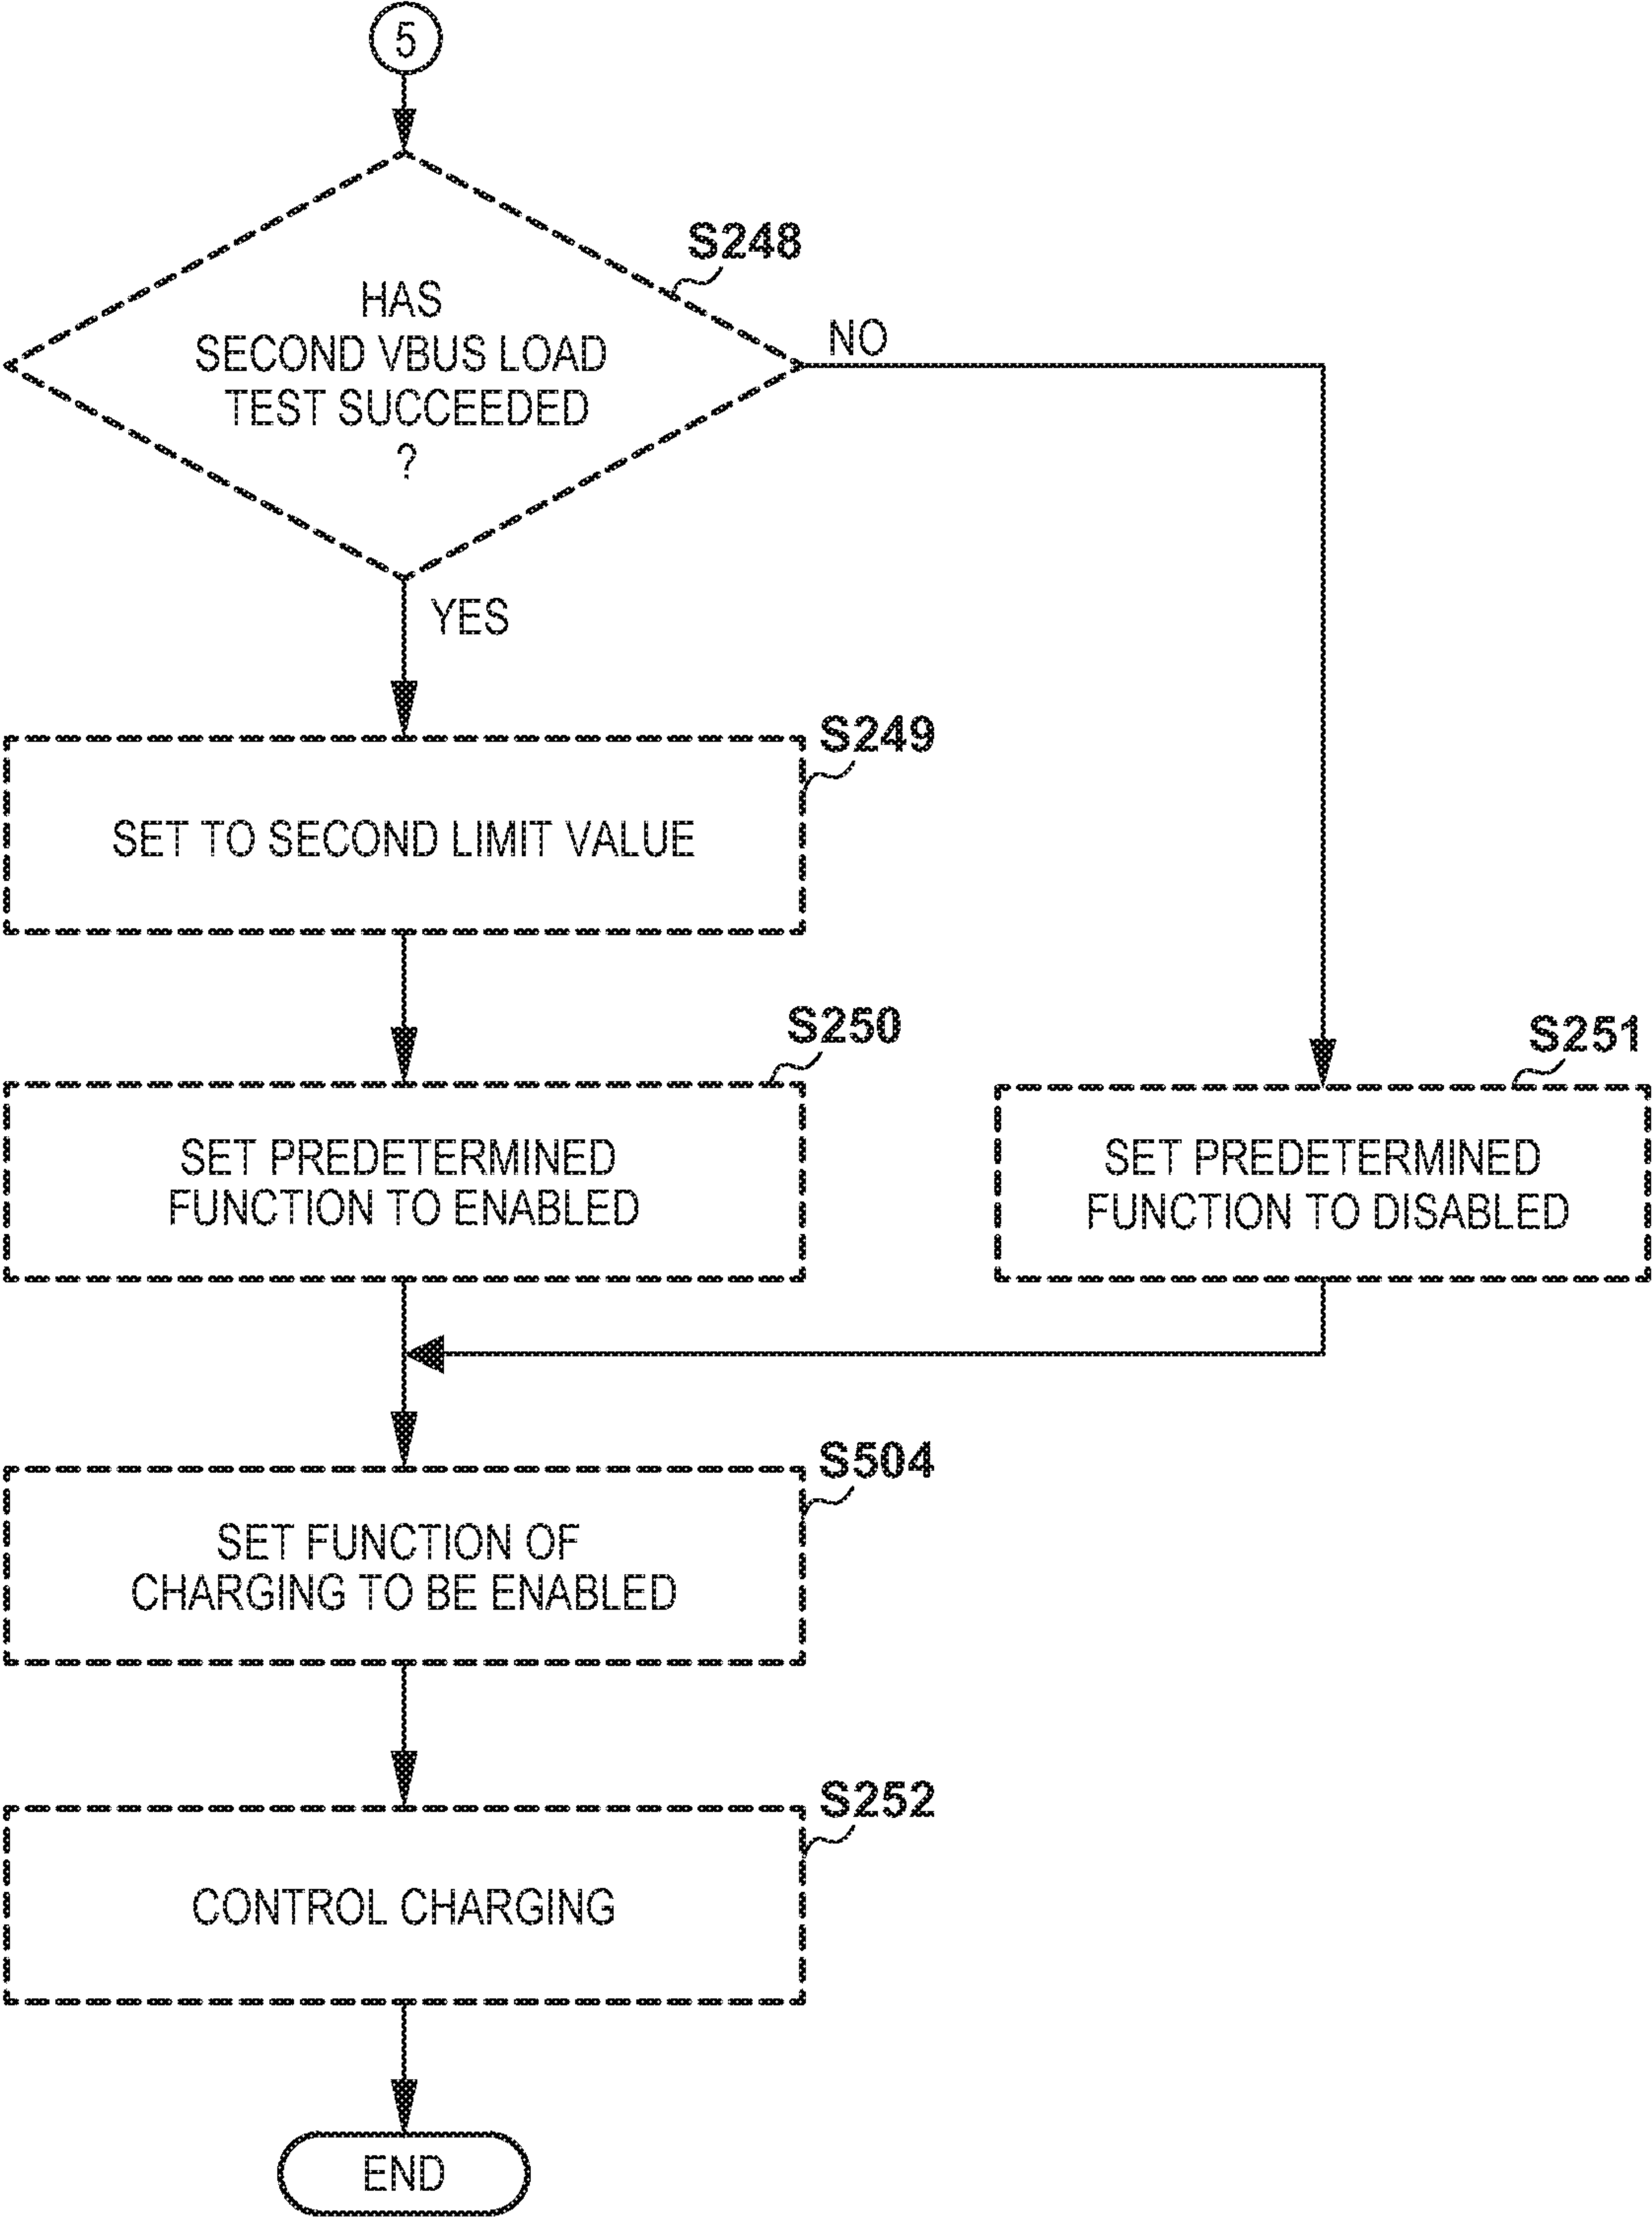 5
S248
HAS
SECOND VBUS LOAD
TEST SUCCEEDED
?
NO
YES
S249
SET TO SECOND LIMIT VALUE
S250
SET PREDETERMINED
FUNCTION TO ENABLED
S251
SET PREDETERMINED
FUNCTION TO DISABLED
S504
SET FUNCTION OF
CHARGING TO BE ENABLED
S252
CONTROL CHARGING
END